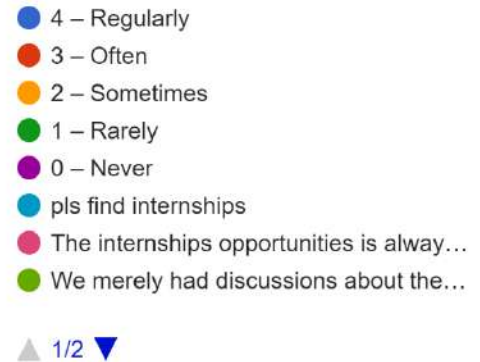 4 – Regularly
3 – Often
2 – Sometimes
1 – Rarely
0 – Never
pls find internships
The internships opportunities is alway...
We merely had discussions about the...
1/2